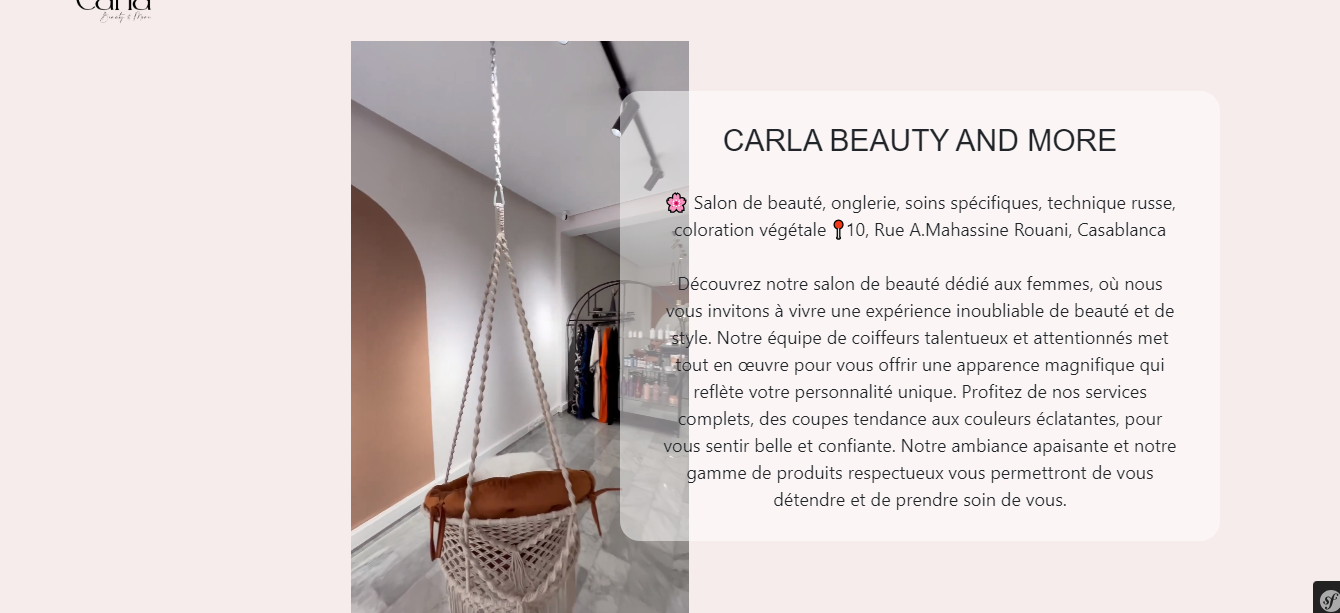 Carla
Beauty & More
CARLA BEAUTY AND MORE
🌸 Salon de beauté, onglerie, soins spécifiques, technique russe,
coloration végétale 📍10, Rue A.Mahassine Rouani, Casablanca
Découvrez notre salon de beauté dédié aux femmes, où nous
vous invitons à vivre une expérience inoubliable de beauté et de
style. Notre équipe de coiffeurs talentueux et attentionnés met
tout en œuvre pour vous offrir une apparence magnifique qui
reflète votre personnalité unique. Profitez de nos services
complets, des coupes tendance aux couleurs éclatantes, pour
vous sentir belle et confiante. Notre ambiance apaisante et notre
gamme de produits respectueux vous permettront de vous
détendre et de prendre soin de vous.
sf